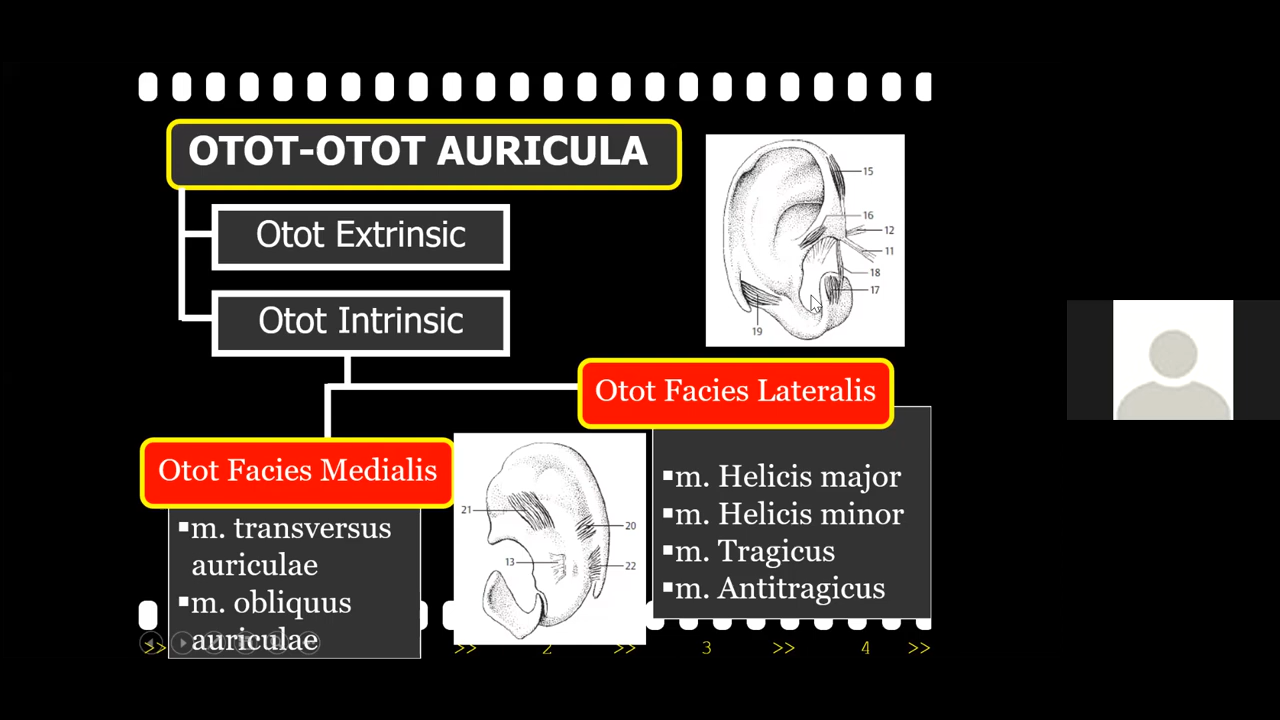 OTOT-OTOT AURICULA
Otot Extrinsic
Otot Intrinsic
15
16
12
11
18
17
19
Otot Facies Lateralis
▪m. Helicis major
▪m. Helicis minor
▪m. Tragicus
▪m. Antitragicus
Otot Facies Medialis
▪m. transversus
auriculae
▪m. obliquus
auriculae
21
20
13
22
>> >> 2 >> 3 >> 4 >>